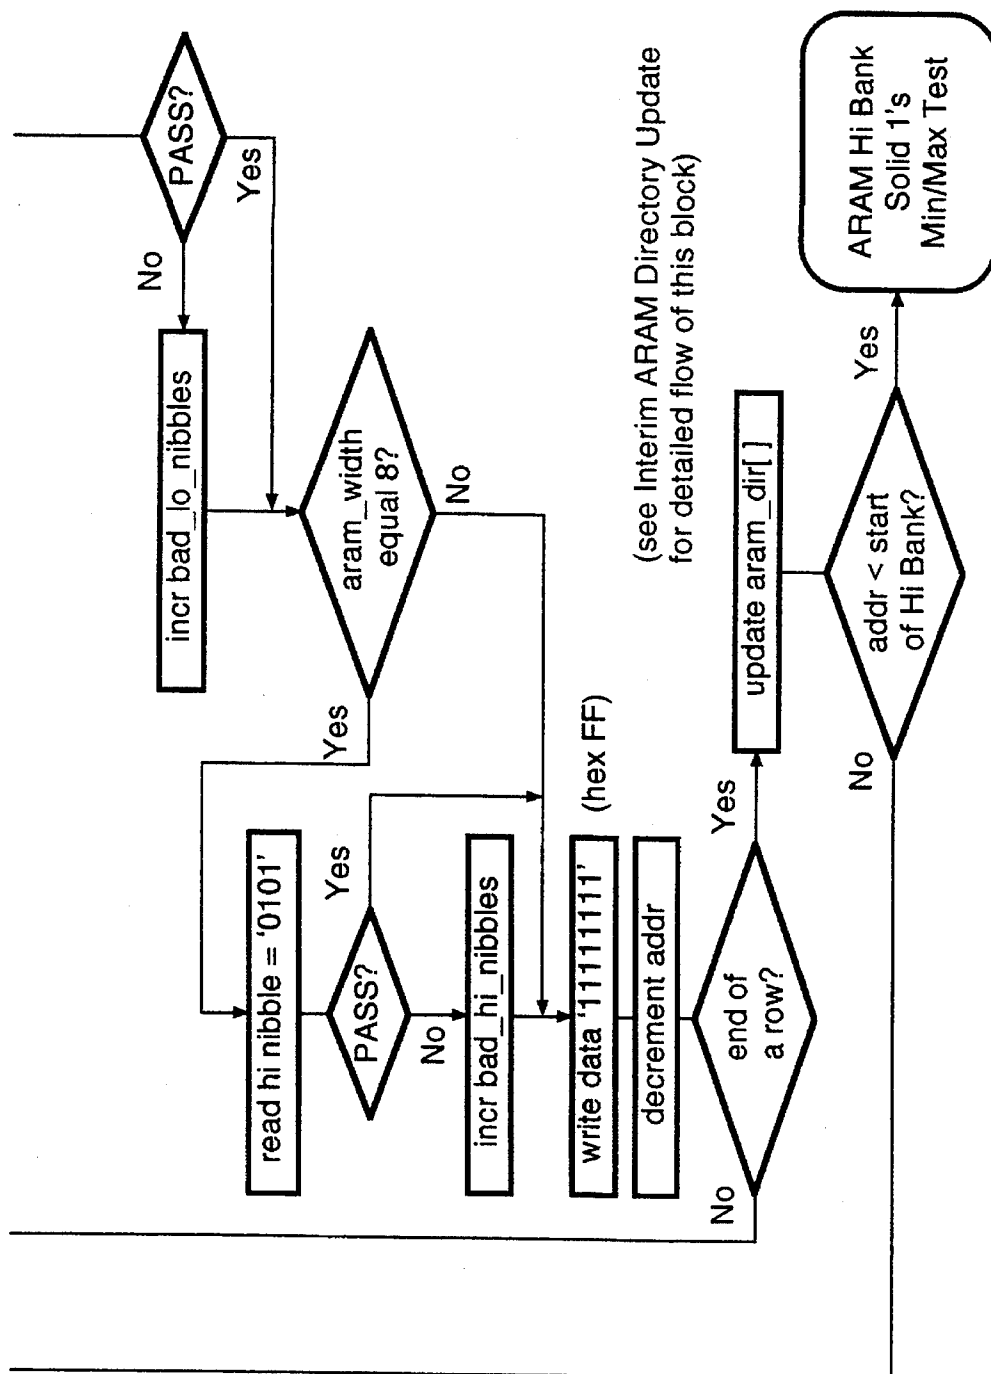 PASS?
No
Yes
incr bad_lo_nibbles
aram_width
equal 8?
Yes
No
read hi nibble = ‘0101’
PASS?
Yes
No
incr bad_hi_nibbles
write data ‘11111111’
(hex FF)
decrement addr
end of
a row?
No
Yes
update aram_dir[ ]
(see Interim ARAM Directory Update
for detailed flow of this block)
addr < start
of Hi Bank?
No
Yes
ARAM Hi Bank
Solid 1's
Min/Max Test